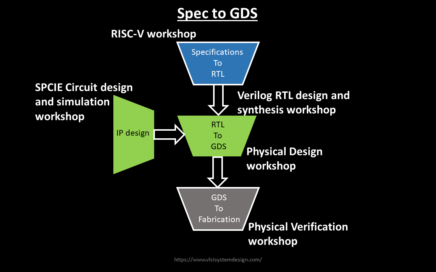 Spec to GDS
RISC-V workshop
Specifications
To
RTL
SPCIE Circuit design
and simulation
workshop
Verilog RTL design and
synthesis workshop
IP design
RTL
To
GDS
Physical Design
workshop
GDS
To
Fabrication
Physical Verification
workshop
https://www.vlsisystemdesign.com/